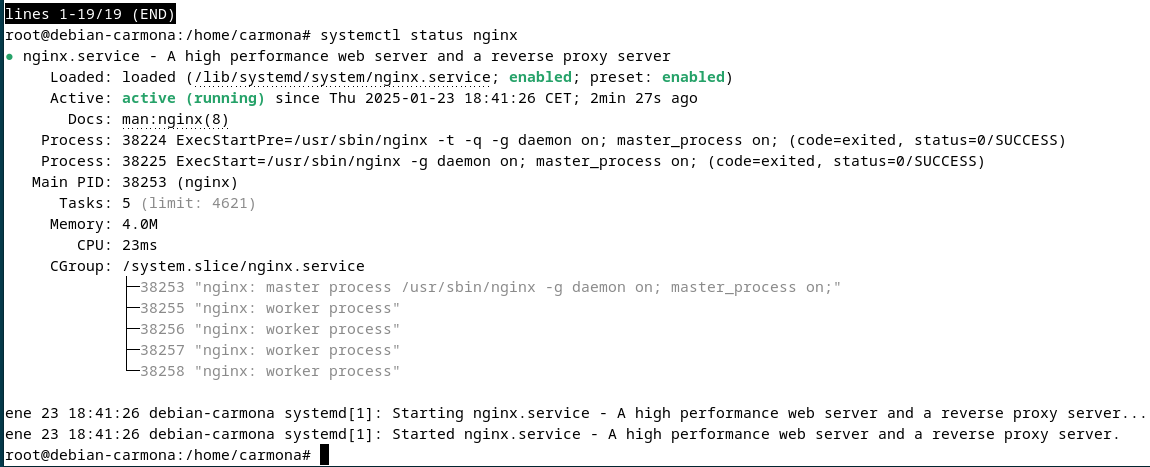 lines 1-19/19 (END)
root@debian-carmona:/home/carmona# systemctl status nginx
● nginx.service - A high performance web server and a reverse proxy server
     Loaded: loaded (/lib/systemd/system/nginx.service; enabled; preset: enabled)
     Active: active (running) since Thu 2025-01-23 18:41:26 CET; 2min 27s ago
       Docs: man:nginx(8)
    Process: 38224 ExecStartPre=/usr/sbin/nginx -t -q -g daemon on; master_process on; (code=exited, status=0/SUCCESS)
    Process: 38225 ExecStart=/usr/sbin/nginx -g daemon on; master_process on; (code=exited, status=0/SUCCESS)
   Main PID: 38253 (nginx)
      Tasks: 5 (limit: 4621)
     Memory: 4.0M
        CPU: 23ms
     CGroup: /system.slice/nginx.service
             ├─38253 "nginx: master process /usr/sbin/nginx -g daemon on; master_process on;"
             ├─38255 "nginx: worker process"
             ├─38256 "nginx: worker process"
             ├─38257 "nginx: worker process"
             └─38258 "nginx: worker process"

ene 23 18:41:26 debian-carmona systemd[1]: Starting nginx.service - A high performance web server and a reverse proxy server...
ene 23 18:41:26 debian-carmona systemd[1]: Started nginx.service - A high performance web server and a reverse proxy server.
root@debian-carmona:/home/carmona#